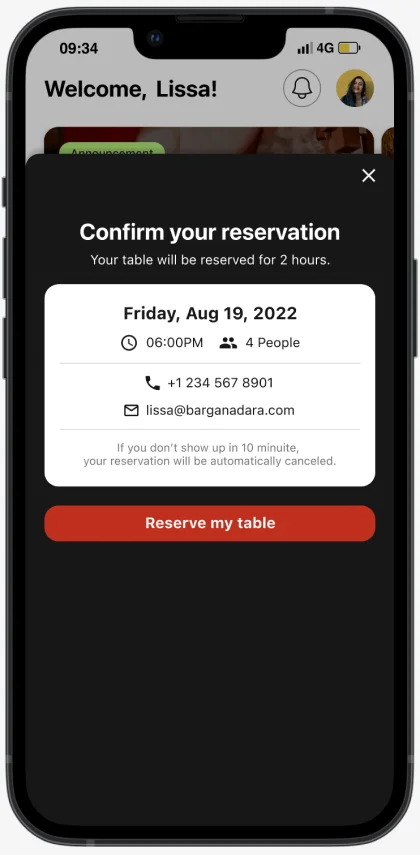 09:34
4G
Welcome, Lissa!
Announcement
Confirm your reservation
Your table will be reserved for 2 hours.
Friday, Aug 19, 2022
06:00PM 4 People
+1 234 567 8901
lissa@barganadara.com
If you don't show up in 10 minuite,
your reservation will be automatically canceled.
Reserve my table